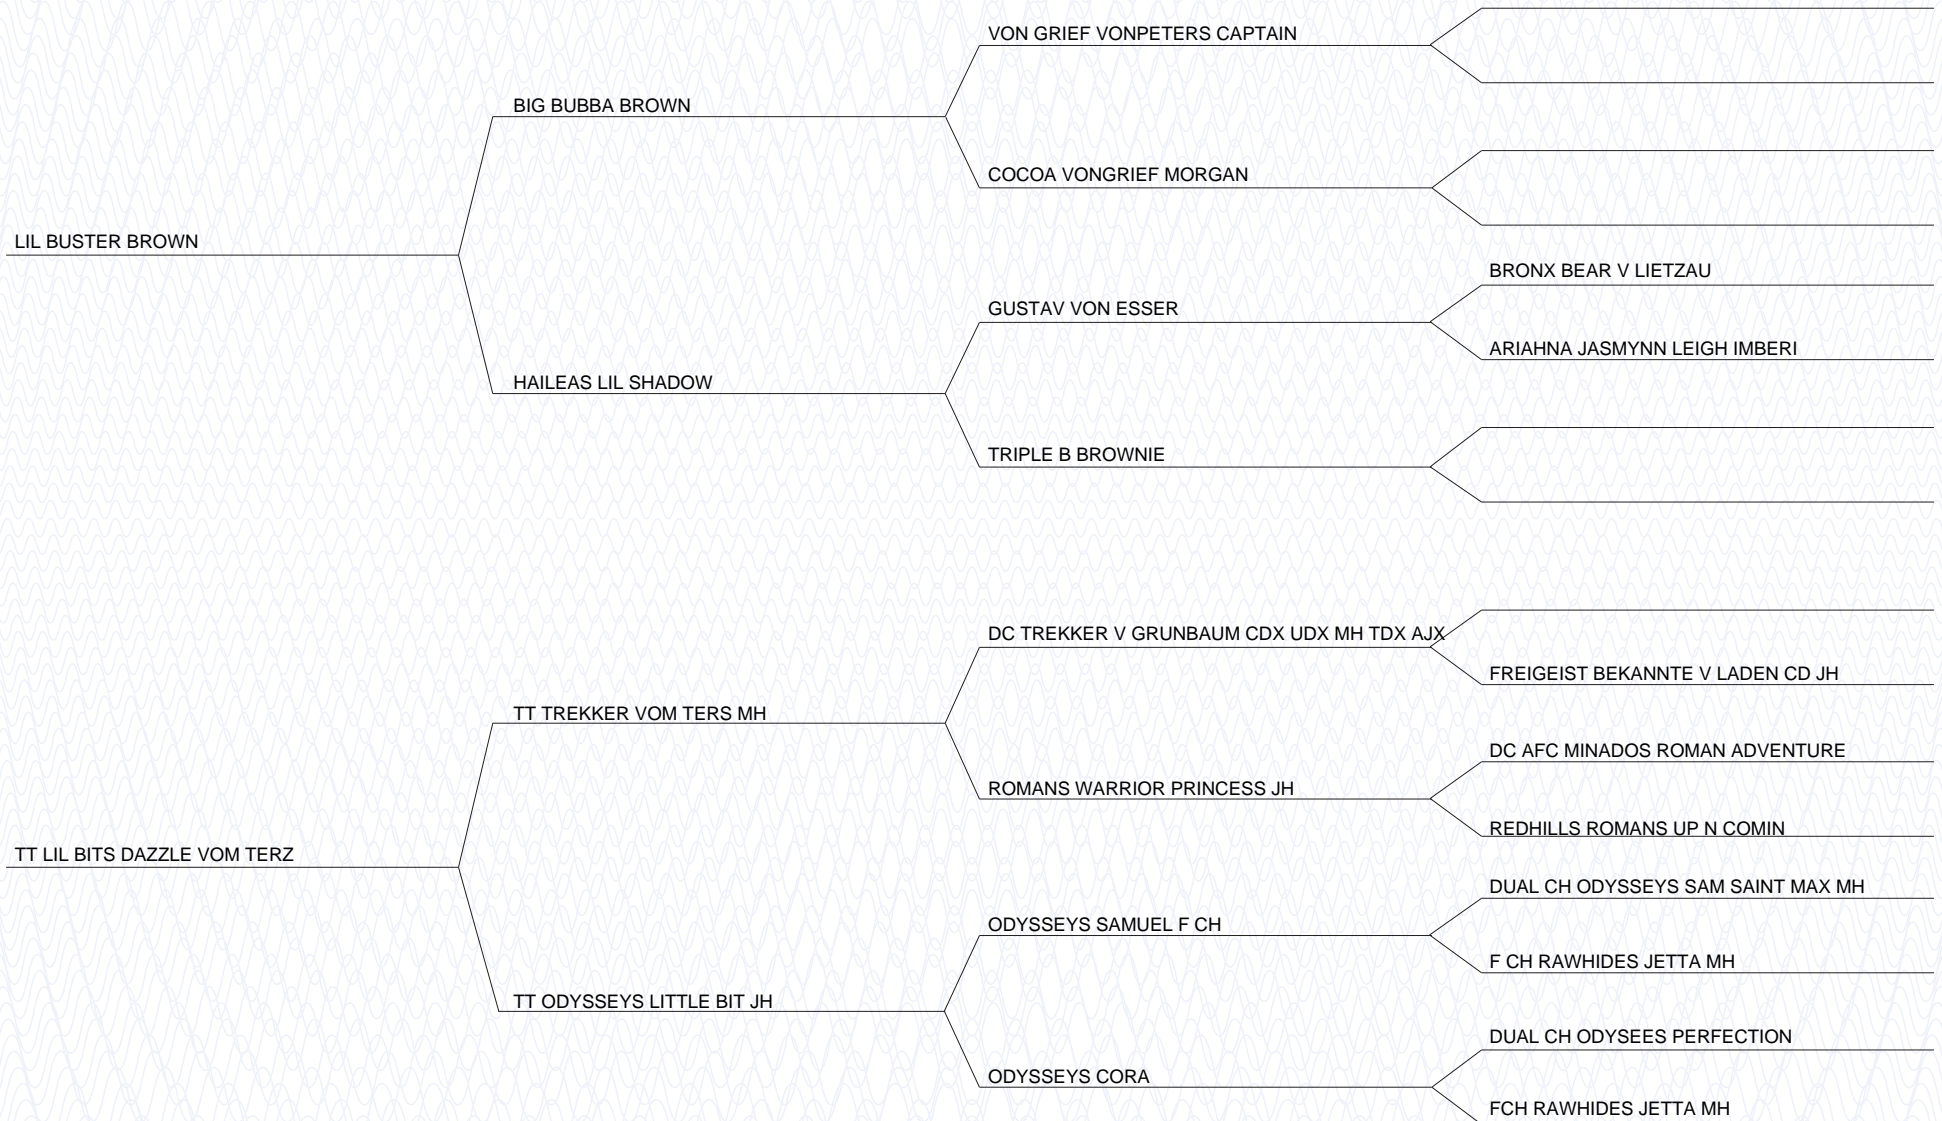 VON GRIEF VONPETERS CAPTAIN
BIG BUBBA BROWN
COCOA VONGRIEF MORGAN
LIL BUSTER BROWN
BRONX BEAR V LIETZAU
GUSTAV VON ESSER
ARIAHNA JASMYNN LEIGH IMBERI
HAILEAS LIL SHADOW
TRIPLE B BROWNIE
DC TREKKER V GRUNBAUM CDX UDX MH TDX AJX
FREIGEIST BEKANNTE V LADEN CD JH
TT TREKKER VOM TERS MH
DC AFC MINADOS ROMAN ADVENTURE
ROMANS WARRIOR PRINCESS JH
REDHILLS ROMANS UP N COMIN
TT LIL BITS DAZZLE VOM TERZ
DUAL CH ODYSSEYS SAM SAINT MAX MH
ODYSSEYS SAMUEL F CH
F CH RAWHIDES JETTA MH
TT ODYSSEYS LITTLE BIT JH
DUAL CH ODYSEES PERFECTION
ODYSSEYS CORA
FCH RAWHIDES JETTA MH